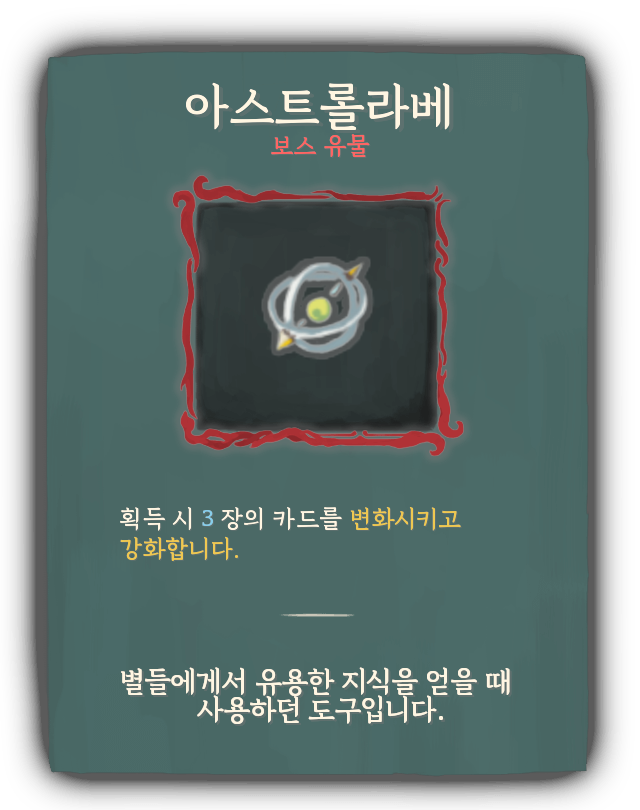 아스트롤라베
보스 유물
획득 시 3 장의 카드를 변화시키고
강화합니다.
별들에게서 유용한 지식을 얻을 때
사용하던 도구입니다.